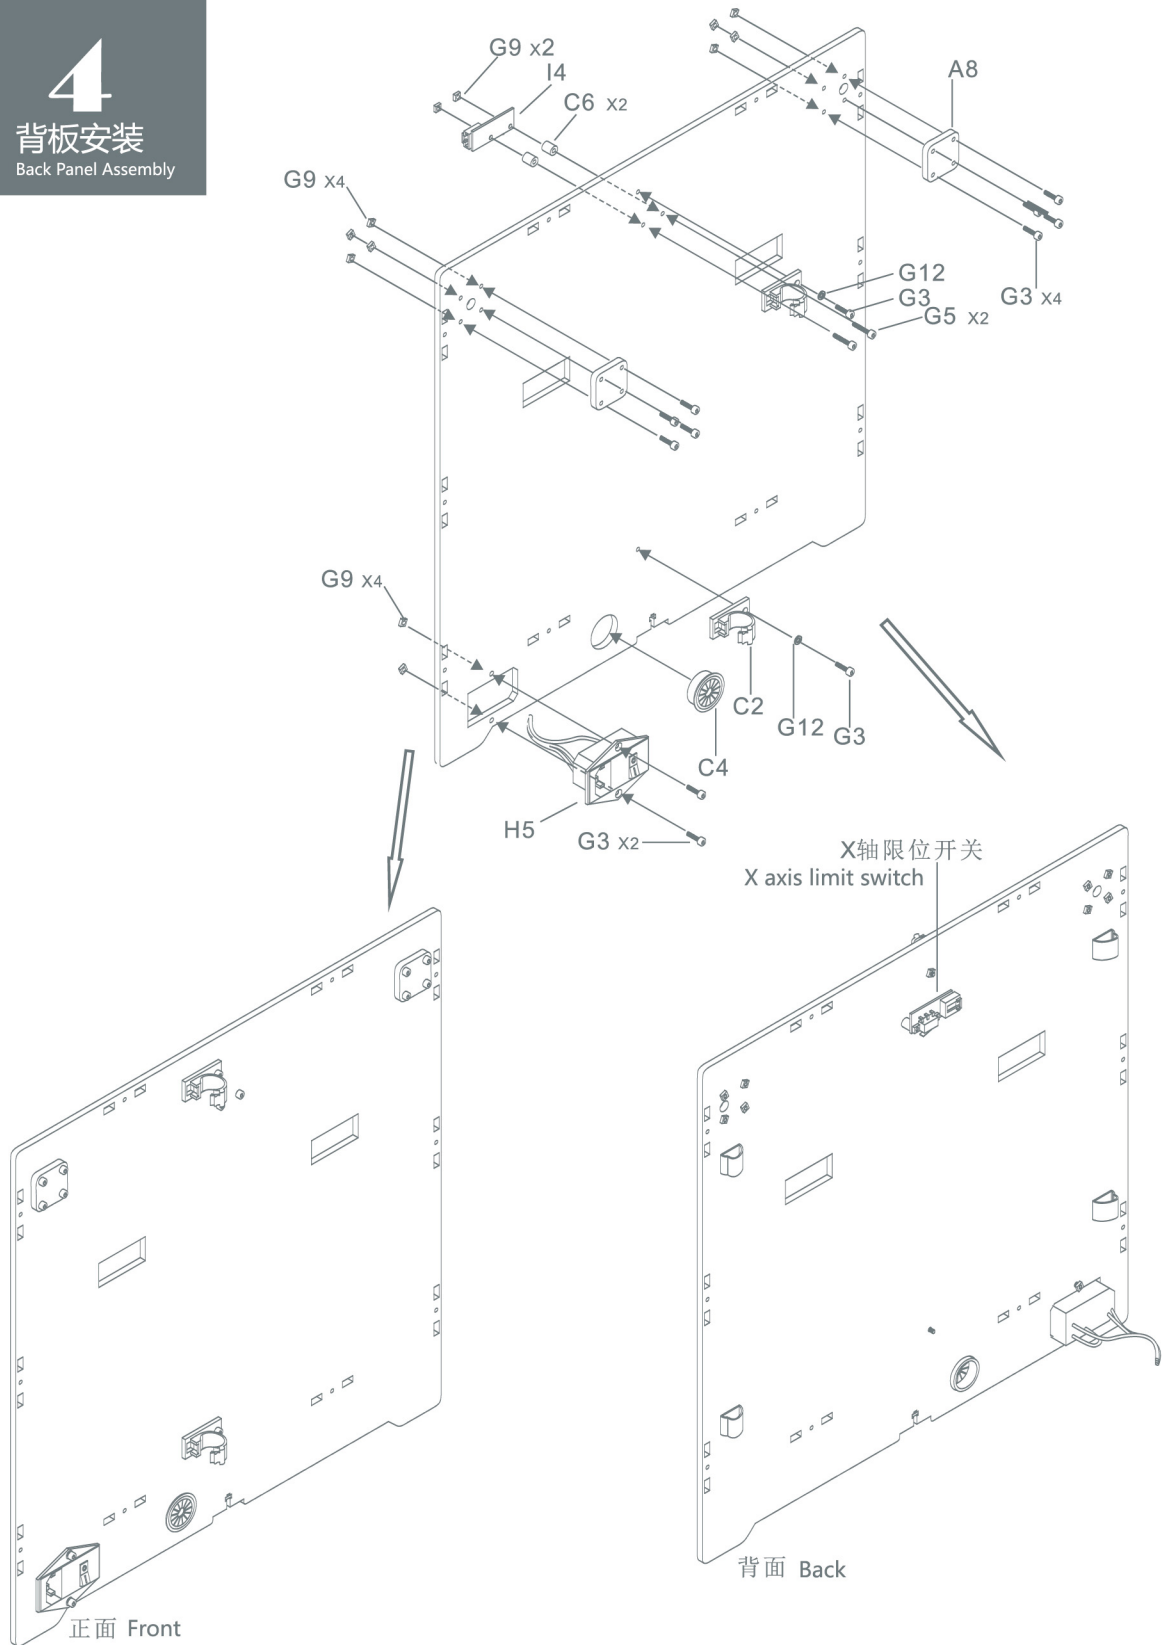 4
背板安装
Back Panel Assembly
G9 x2
I4
C6 X2
A8
G9 X4
G12
G3
G5 X2
G3 X4
G9 X4
C2
G12
G3
C4
H5
G3 X2
X轴限位开关
X axis limit switch
背面 Back
正面 Front